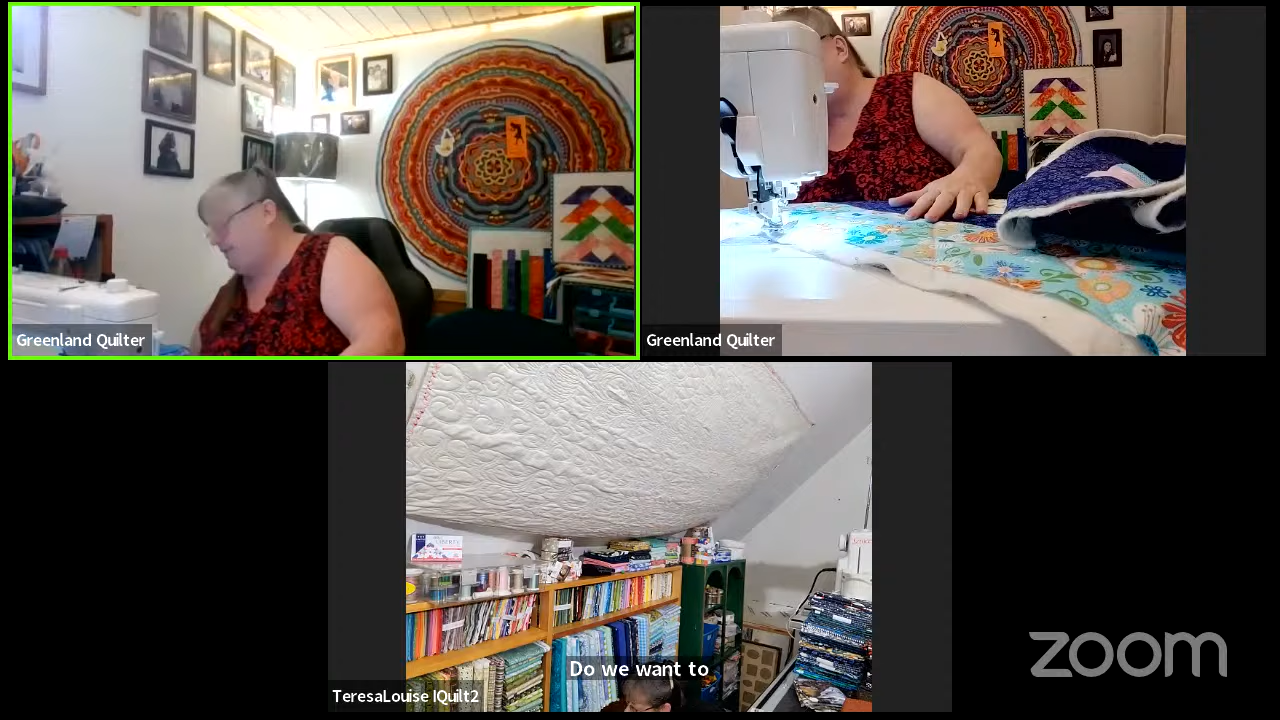 Greenland Quilter
Greenland Quilter
Do we want to
TeresaLouise IQuilt2
zoom